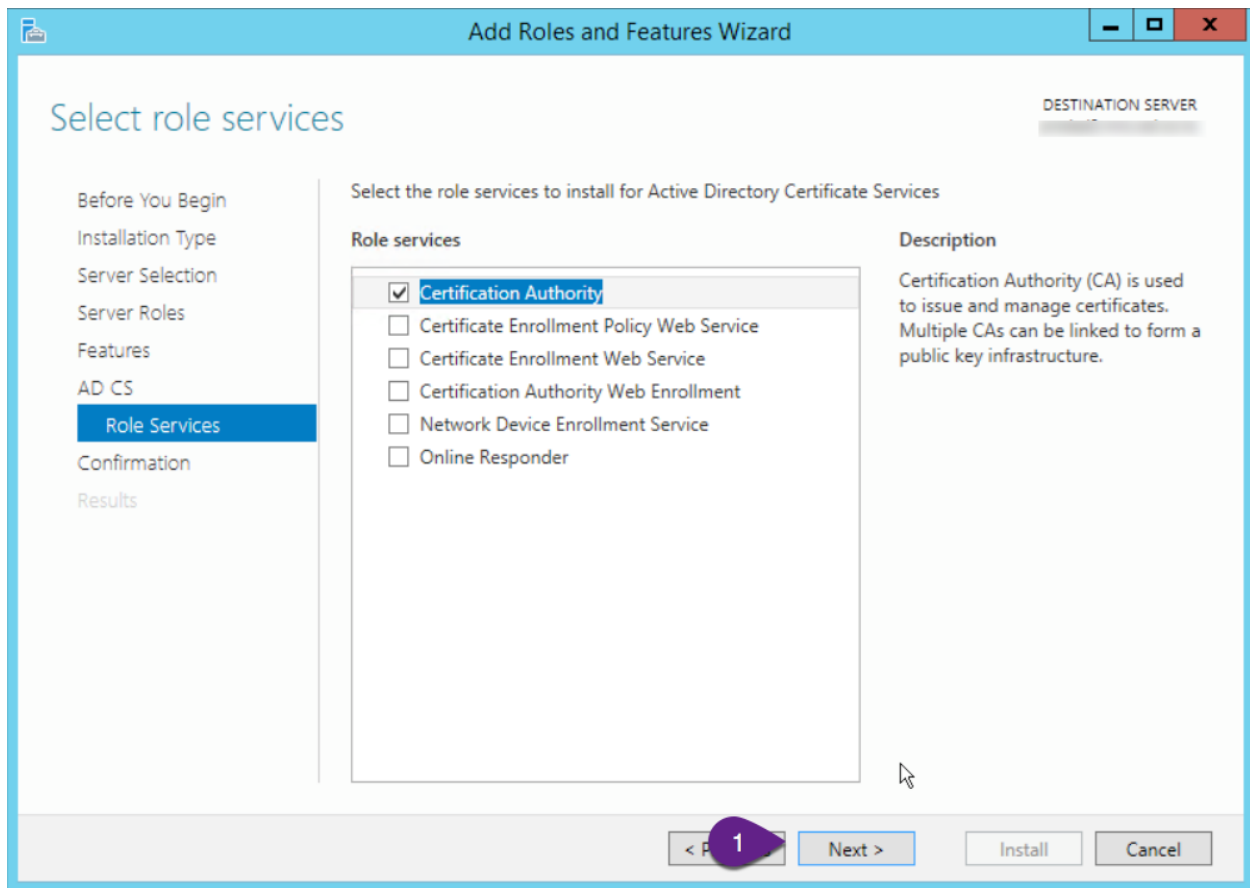 Add Roles and Features Wizard
Select role services
DESTINATION SERVER
Before You Begin
Installation Type
Server Selection
Server Roles
Features
AD CS
Role Services
Confirmation
Results
Select the role services to install for Active Directory Certificate Services
Role services
Certification Authority
Certificate Enrollment Policy Web Service
Certificate Enrollment Web Service
Certification Authority Web Enrollment
Network Device Enrollment Service
Online Responder
Description
Certification Authority (CA) is used
to issue and manage certificates.
Multiple CAs can be linked to form a
public key infrastructure.
1
Next >
Install
Cancel